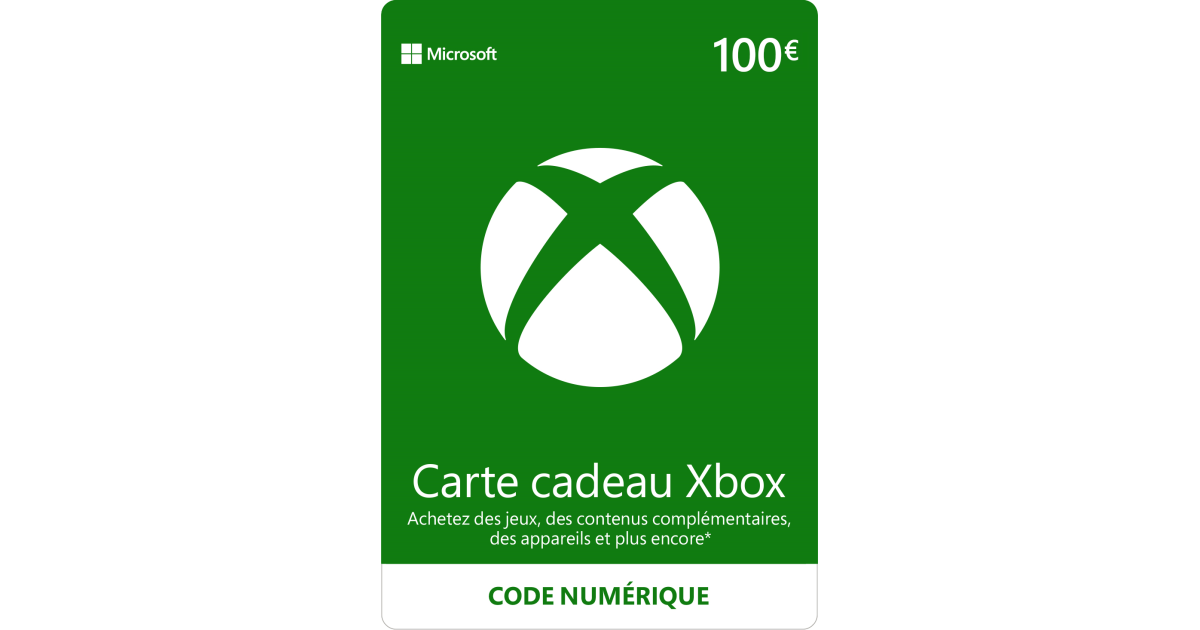 Microsoft
100€
Carte cadeau Xbox
Achetez des jeux, des contenus complémentaires,
des appareils et plus encore*
CODE NUMÉRIQUE